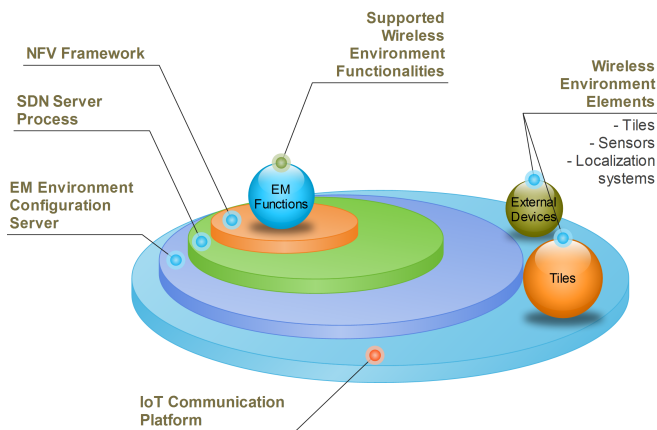 Supported
Wireless
Environment
Functionalities
NFV Framework
Wireless
Environment
Elements
- Tiles
- Sensors
- Localization
systems
SDN Server
Process
EM Environment
Configuration
Server
EM
Functions
External
Devices
Tiles
IoT Communication
Platform